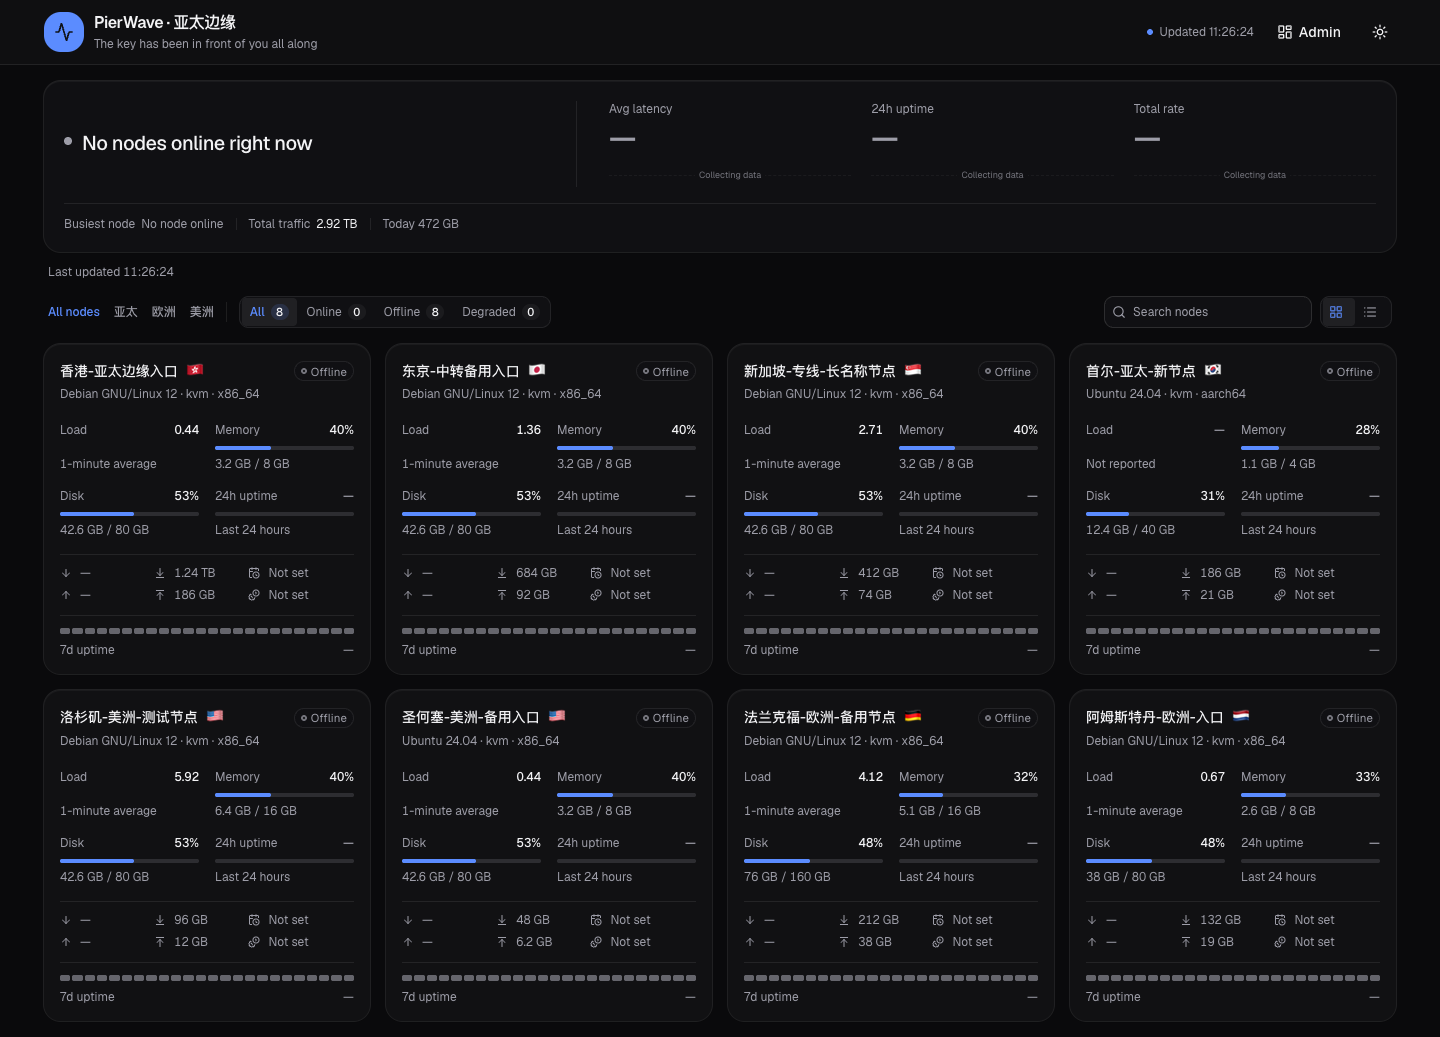 PierWave · 亚太边缘
The key has been in front of you all along
Updated 11:26:24
Admin
No nodes online right now
Avg latency
—
Collecting data
24h uptime
—
Collecting data
Total rate
—
Collecting data
Busiest node No node online
Total traffic 2.92 TB
Today 472 GB
Last updated 11:26:24
All nodes 亚太 欧洲 美洲
All 8 Online 0 Offline 8 Degraded 0
Search nodes
香港-亚太边缘入口
Offline
Debian GNU/Linux 12 · kvm · x86_64
Load 0.44 Memory 40%
1-minute average 3.2 GB / 8 GB
Disk 53% 24h uptime —
42.6 GB / 80 GB Last 24 hours
— 1.24 TB Not set
— 186 GB Not set
7d uptime —
东京-中转备用入口
Offline
Debian GNU/Linux 12 · kvm · x86_64
Load 1.36 Memory 40%
1-minute average 3.2 GB / 8 GB
Disk 53% 24h uptime —
42.6 GB / 80 GB Last 24 hours
— 684 GB Not set
— 92 GB Not set
7d uptime —
新加坡-专线-长名称节点
Offline
Debian GNU/Linux 12 · kvm · x86_64
Load 2.71 Memory 40%
1-minute average 3.2 GB / 8 GB
Disk 53% 24h uptime —
42.6 GB / 80 GB Last 24 hours
— 412 GB Not set
— 74 GB Not set
7d uptime —
首尔-亚太-新节点
Offline
Ubuntu 24.04 · kvm · aarch64
Load — Memory 28%
Not reported 1.1 GB / 4 GB
Disk 31% 24h uptime —
12.4 GB / 40 GB Last 24 hours
— 186 GB Not set
— 21 GB Not set
7d uptime —
洛杉矶-美洲-测试节点
Offline
Debian GNU/Linux 12 · kvm · x86_64
Load 5.92 Memory 40%
1-minute average 6.4 GB / 16 GB
Disk 53% 24h uptime —
42.6 GB / 80 GB Last 24 hours
— 96 GB Not set
— 12 GB Not set
7d uptime —
圣何塞-美洲-备用入口
Offline
Ubuntu 24.04 · kvm · x86_64
Load 0.44 Memory 40%
1-minute average 3.2 GB / 8 GB
Disk 53% 24h uptime —
42.6 GB / 80 GB Last 24 hours
— 48 GB Not set
— 6.2 GB Not set
7d uptime —
法兰克福-欧洲-备用节点
Offline
Debian GNU/Linux 12 · kvm · x86_64
Load 4.12 Memory 32%
1-minute average 5.1 GB / 16 GB
Disk 48% 24h uptime —
76 GB / 160 GB Last 24 hours
— 212 GB Not set
— 38 GB Not set
7d uptime —
阿姆斯特丹-欧洲-入口
Offline
Debian GNU/Linux 12 · kvm · x86_64
Load 0.67 Memory 33%
1-minute average 2.6 GB / 8 GB
Disk 48% 24h uptime —
38 GB / 80 GB Last 24 hours
— 132 GB Not set
— 19 GB Not set
7d uptime —